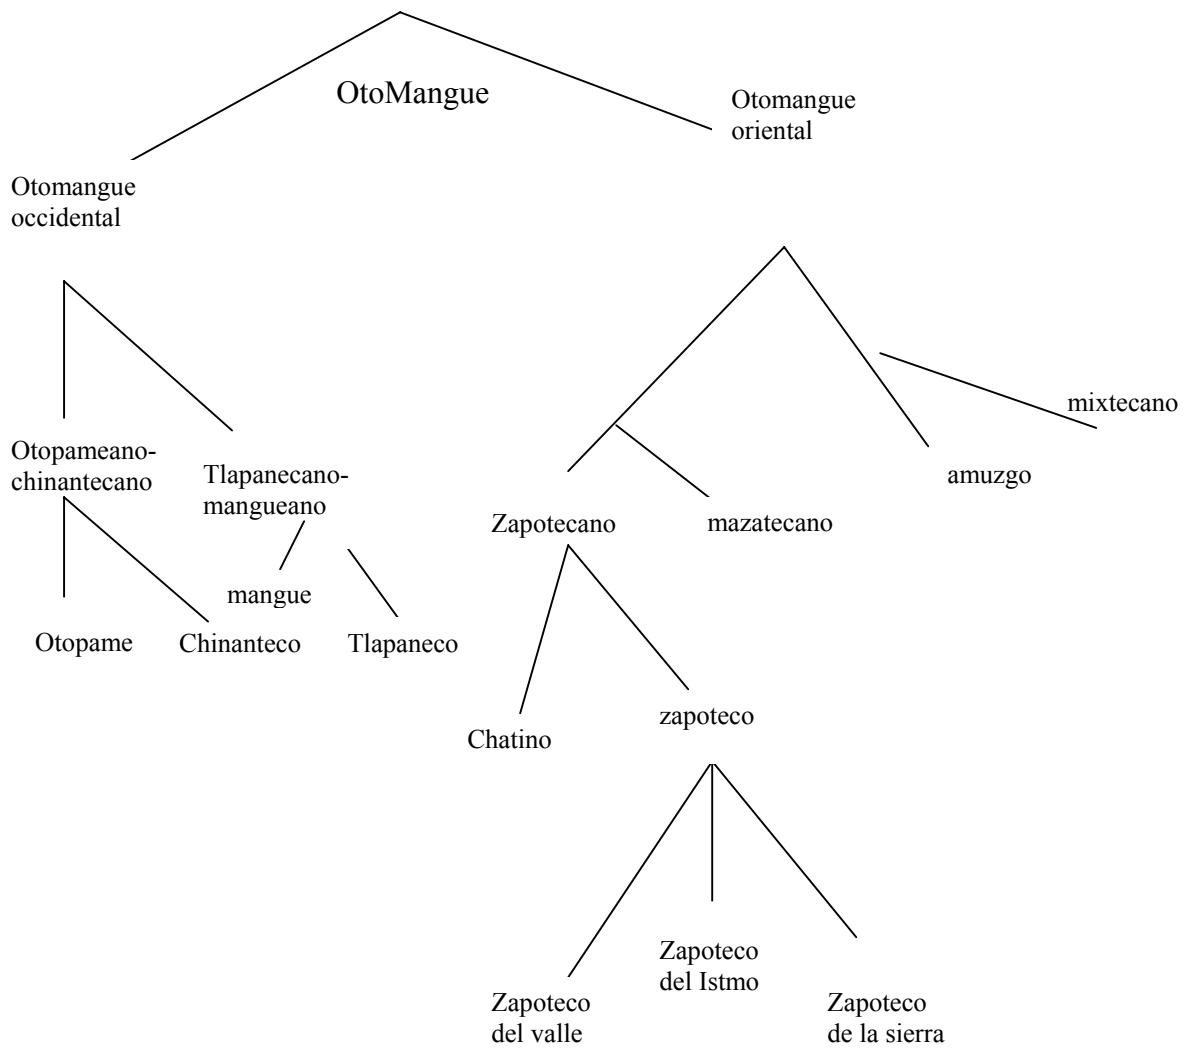 OtoMangue
Otomangue
oriental
Otomangue
occidental
mixtecano
Otopameano-
chinantecano
Tlapanecano-
mangueano
amuzgo
Zapotecano
mazatecano
mangue
Otopame
Chinanteco
Tlapaneco
zapoteco
Chatino
Zapoteco
del Istmo
Zapoteco
del valle
Zapoteco
de la sierra